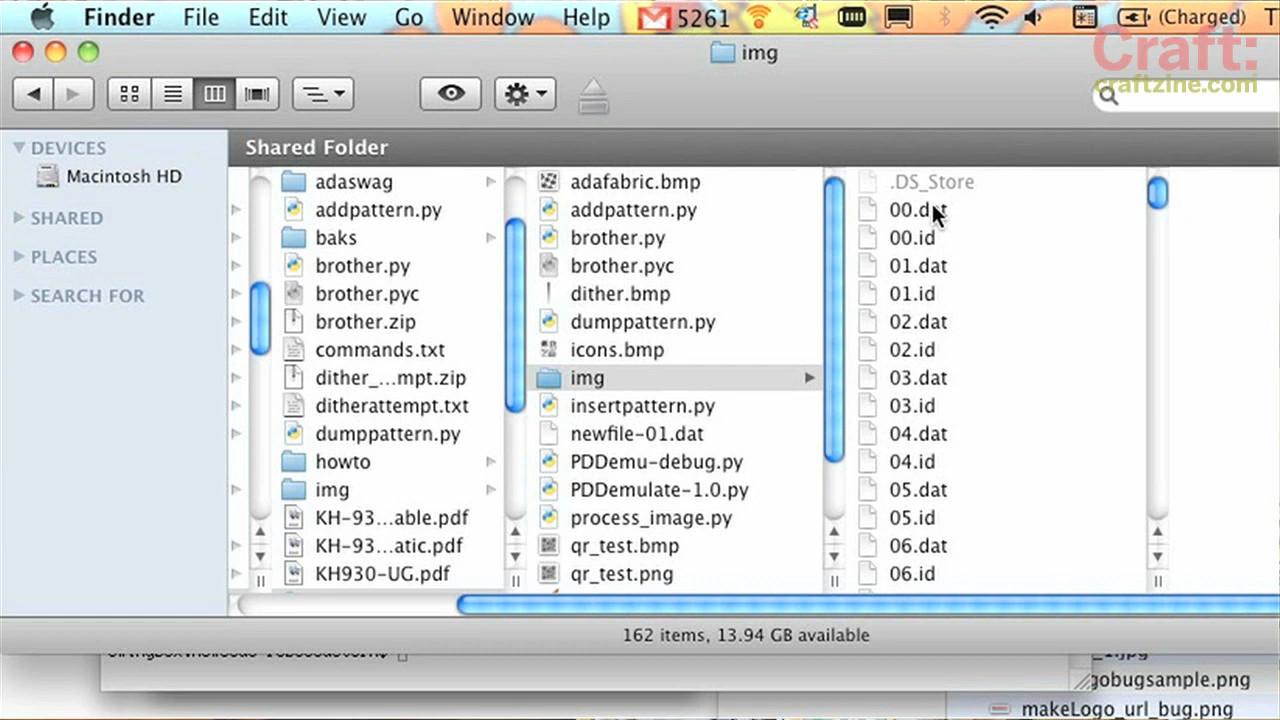 Finder File Edit View Go Window Help 5261 (Charged)
Craft:
craftzine.com
img
Shared Folder
DEVICES
Macintosh HD
SHARED
PLACES
SEARCH FOR
adaswag
addpattern.py
baks
brother.py
brother.pyc
brother.zip
commands.txt
dither_...mpt.zip
ditherattempt.txt
dumppattern.py
howto
img
KH-93...able.pdf
KH-93...atic.pdf
KH930-UG.pdf
adafabric.bmp
addpattern.py
brother.py
brother.pyc
dither.bmp
dumppattern.py
icons.bmp
img
insertpattern.py
newfile-01.dat
PDDemu-debug.py
PDDemulate-1.0.py
process_image.py
qr_test.bmp
qr_test.png
.DS_Store
00.dat
00.id
01.dat
01.id
02.dat
02.id
03.dat
03.id
04.dat
04.id
05.dat
05.id
06.dat
06.id
162 items, 13.94 GB available
gobugsample.png
makeLogo_url_bug.png